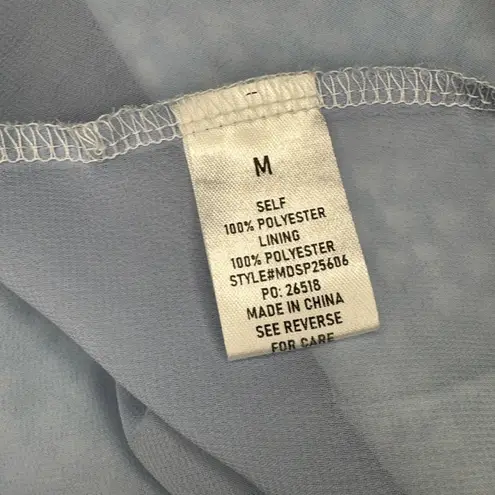 M
SELF
100% POLYESTER
LINING
100% POLYESTER
STYLE#MDSP25606
PO: 26518
MADE IN CHINA
SEE REVERSE
FOR CARE